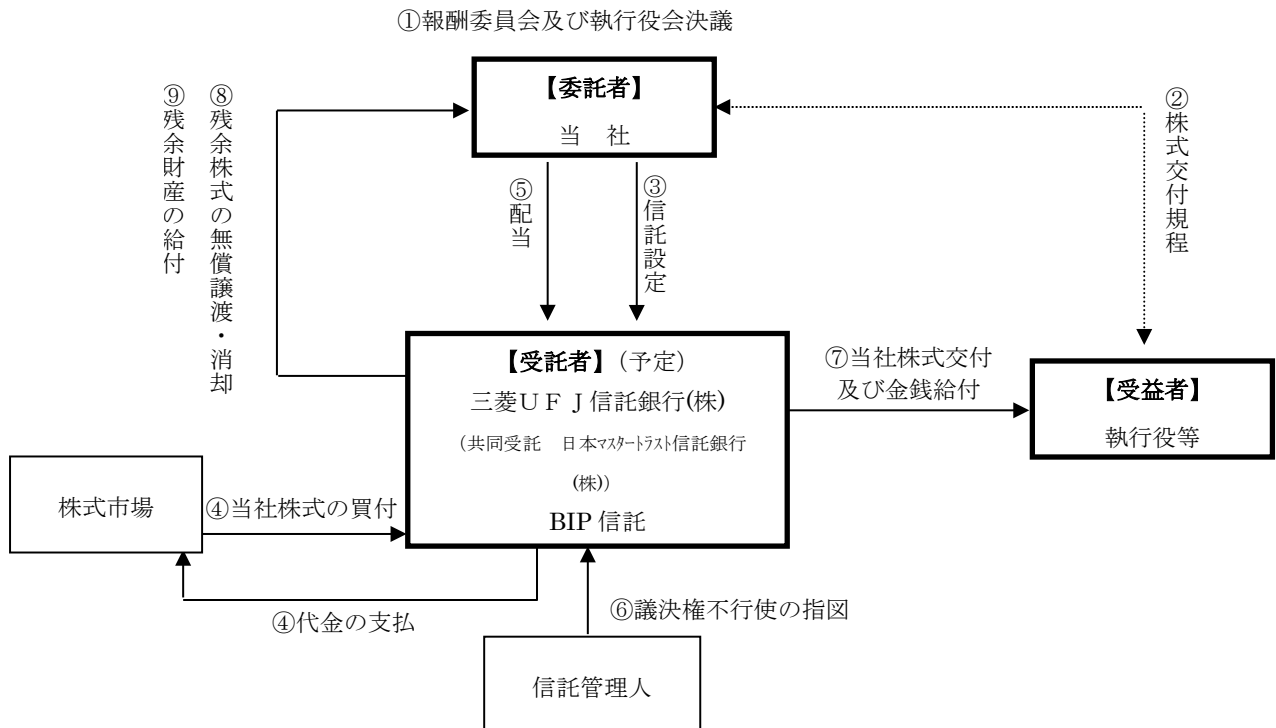 ①報酬委員会及び執行役会決議
【委託者】
当　社
⑨残余財産の給付
⑧残余株式の無償譲渡・消却
②株式交付規程
⑤配当
③信託設定
【受託者】（予定）
三菱ＵＦＪ信託銀行(株)
（共同受託　日本ﾏｽﾀｰﾄﾗｽﾄ信託銀行
(株)）
BIP 信託
⑦当社株式交付
及び金銭給付
【受益者】
執行役等
株式市場
④当社株式の買付
④代金の支払
⑥議決権不行使の指図
信託管理人